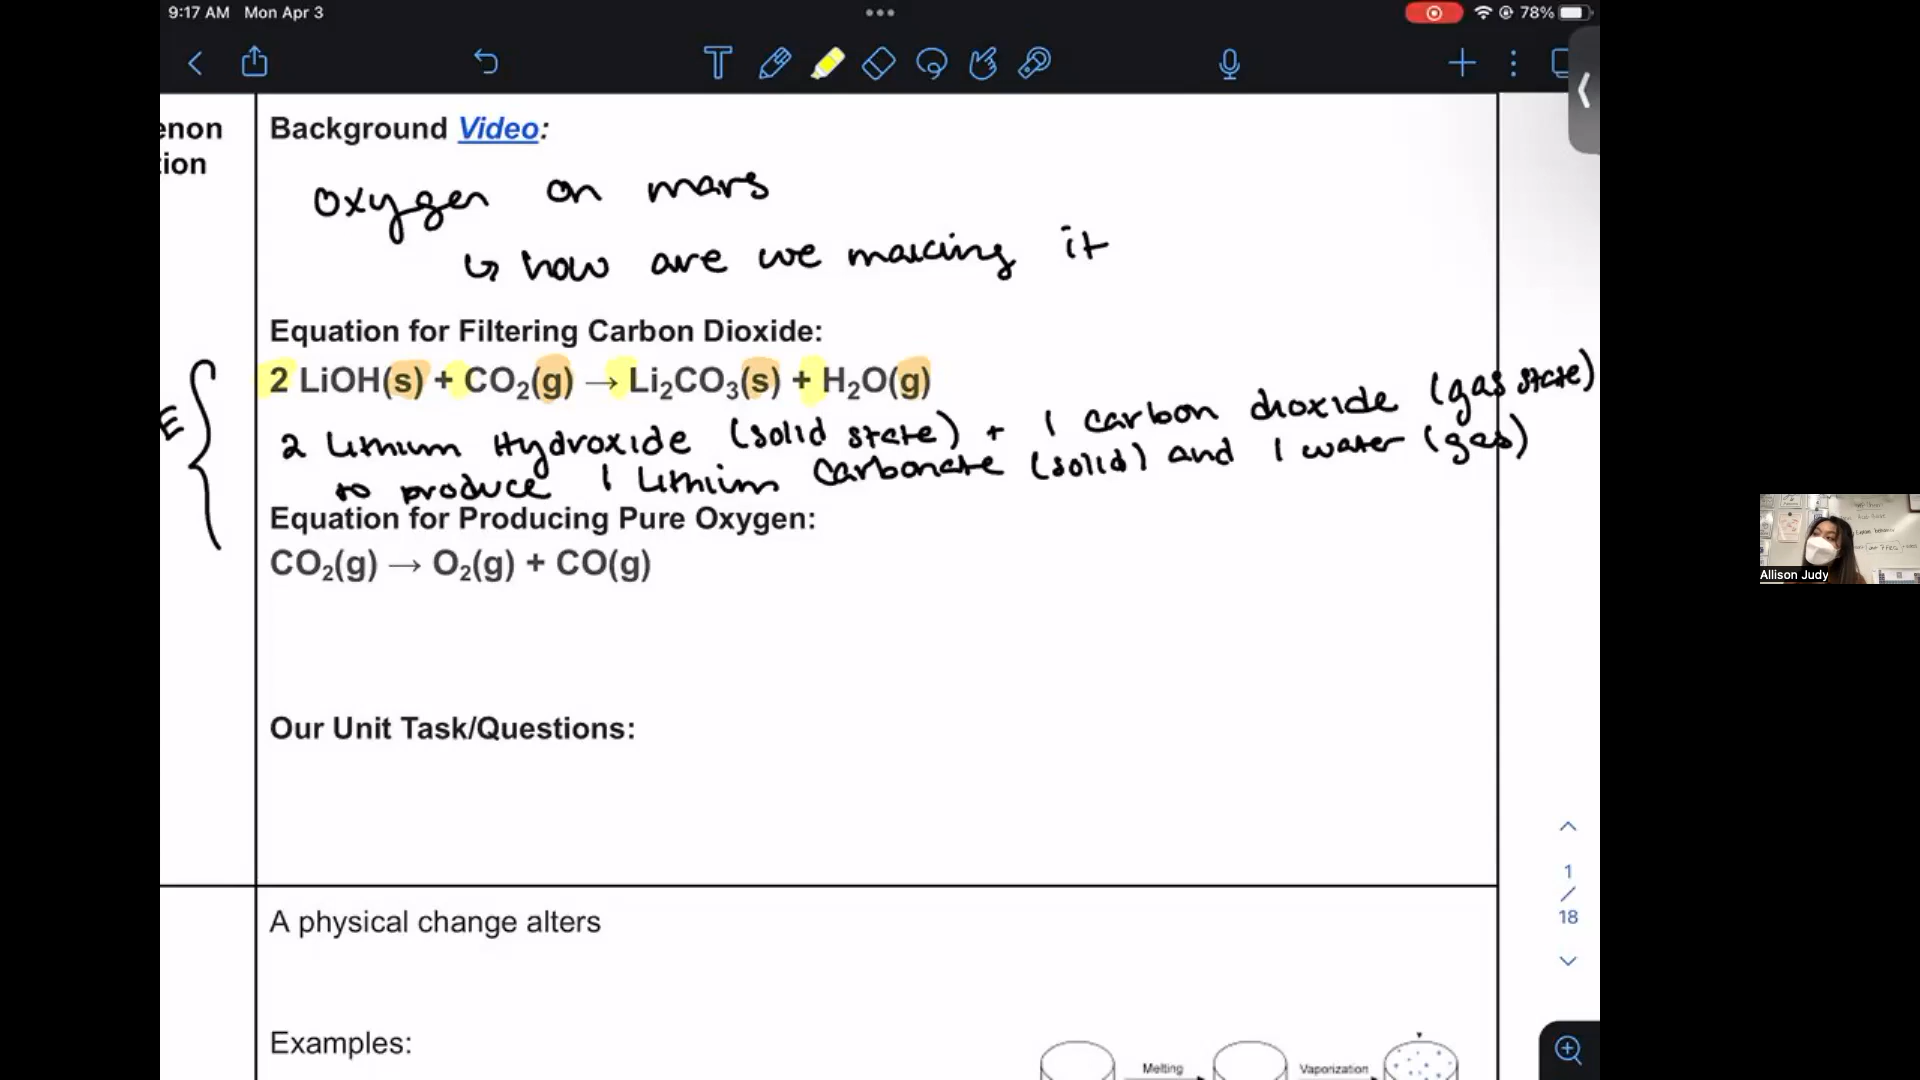 9:17 AM Mon Apr 3
78%
enon
tion
Background Video:
oxygen on mars
↳ how are we making it
Equation for Filtering Carbon Dioxide:
2 LiOH(s) + CO₂(g) → Li₂CO₃(s) + H₂O(g)
2 Lithium Hydroxide (solid state) + 1 carbon dioxide (gas state)
to produce 1 Lithium Carbonate (solid) and 1 water (gas)
Equation for Producing Pure Oxygen:
CO₂(g) → O₂(g) + CO(g)
Our Unit Task/Questions:
A physical change alters
Examples:
Melting
Vaporization
1
/
18
Allison Judy